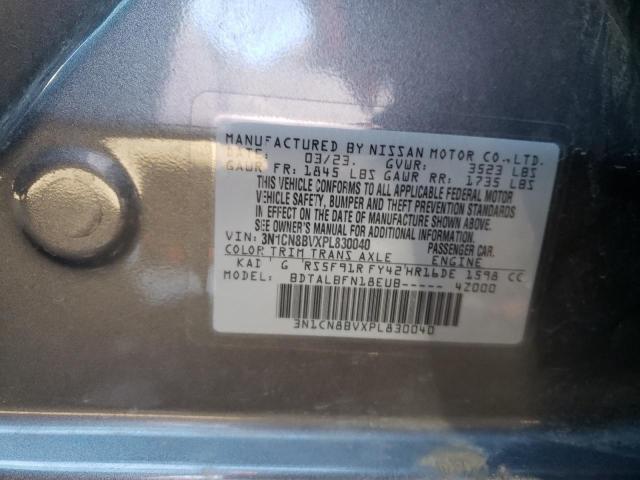 MANUFACTURED BY NISSAN MOTOR CO.,LTD.
DATE: 03/23. GVWR: 3523 LBS
GAWR FR: 1845 LBS GAWR RR: 1735 LBS
THIS VEHICLE CONFORMS TO ALL APPLICABLE FEDERAL MOTOR
VEHICLE SAFETY, BUMPER AND THEFT PREVENTION STANDARDS
IN EFFECT ON THE DATE OF MANUFACTURE SHOWN ABOVE.
SEE OWNER'S MANUAL FOR ADDITIONAL INFORMATION.
VIN: 3N1CN8BVXPL830040 PASSENGER CAR.
COLOR TRIM TRANS AXLE ENGINE
KAI G RS5F91R FY42 HR16DE 1598 CC
MODEL: BDTALBFN18EUB----- 4Z000
3N1CN8BVXPL830040